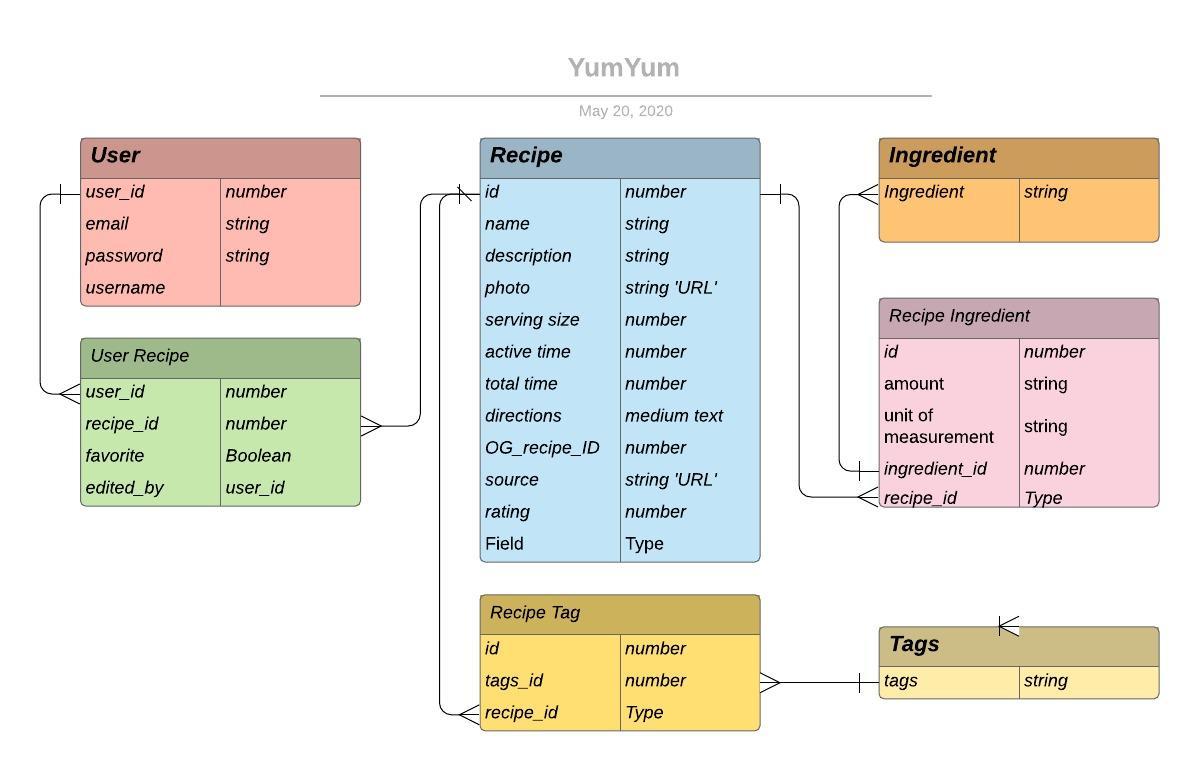 YumYum
May 20, 2020
User
user_id number
email string
password string
username
User Recipe
user_id number
recipe_id number
favorite Boolean
edited_by user_id
Recipe
id number
name string
description string
photo string 'URL'
serving size number
active time number
total time number
directions medium text
OG_recipe_ID number
source string 'URL'
rating number
Field Type
Recipe Tag
id number
tags_id number
recipe_id Type
Ingredient
Ingredient string
Recipe Ingredient
id number
amount string
unit of
measurement string
ingredient_id number
recipe_id Type
Tags
tags string